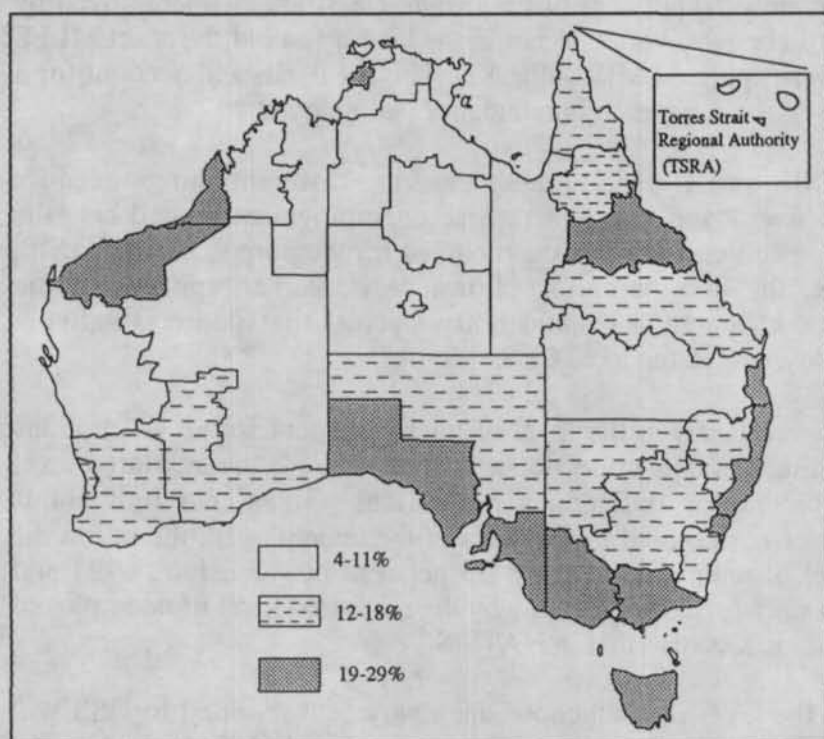 Torres Strait
Regional Authority
(TSRA)
4-11%
12-18%
19-29%